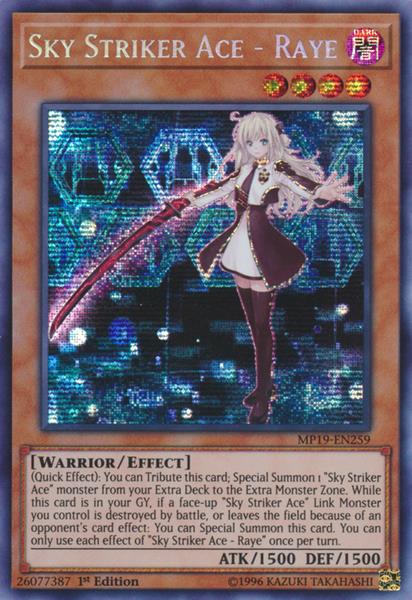 SKY STRIKER ACE - RAYE
DARK
闇
MP19-EN259
[WARRIOR/EFFECT]
(Quick Effect): You can Tribute this card; Special Summon 1 "Sky Striker
Ace" monster from your Extra Deck to the Extra Monster Zone. While
this card is in your GY, if a face-up "Sky Striker Ace" Link Monster
you control is destroyed by battle, or leaves the field because of an
opponent's card effect: You can Special Summon this card. You can
only use each effect of "Sky Striker Ace - Raye" once per turn.
ATK/1500 DEF/1500
26077387 1st Edition ©1996 KAZUKI TAKAHASHI